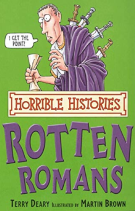 I GET THE
POINT!
HORRIBLE HISTORIES
ROTTEN
ROMANS
TERRY DEARY ILLUSTRATED BY MARTIN BROWN